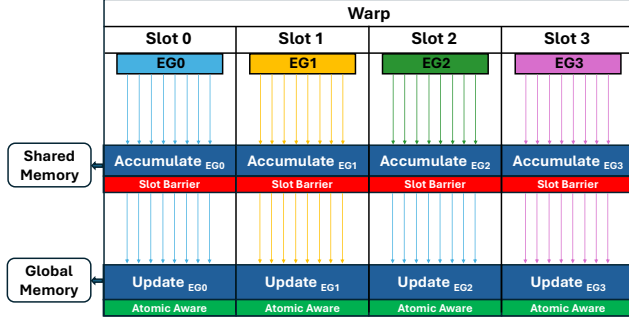 Warp
Slot 0 Slot 1 Slot 2 Slot 3
EG0 EG1 EG2 EG3
Shared Memory
Accumulate EG0 Accumulate EG1 Accumulate EG2 Accumulate EG3
Slot Barrier Slot Barrier Slot Barrier Slot Barrier
Global Memory
Update EG0 Update EG1 Update EG2 Update EG3
Atomic Aware Atomic Aware Atomic Aware Atomic Aware